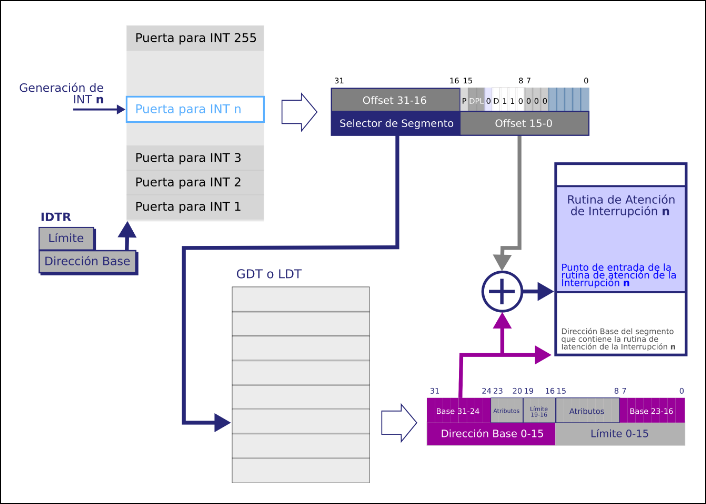 Puerta para INT 255
Generación de
INT n
Puerta para INT n
Puerta para INT 3
Puerta para INT 2
Puerta para INT 1
IDTR
Límite
Dirección Base
31 16 15 8 7 0
Offset 31-16 P DPL 0 D 1 1 0 0 0 0
Selector de Segmento Offset 15-0
Rutina de Atención
de Interrupción n
Punto de entrada de la
rutina de atención de la
Interrupción n
Dirección Base del segmento
que contiene la rutina de
latención de la Interrupción n
GDT o LDT
31 24 23 20 19 16 15 8 7 0
Base 31-24 Atributos Límite
19-16 Atributos Base 23-16
Dirección Base 0-15 Límite 0-15